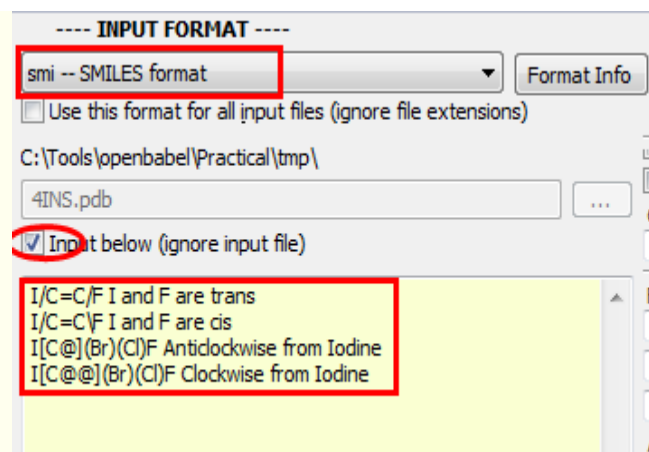 ---- INPUT FORMAT ----
smi -- SMILES format
Format Info
Use this format for all input files (ignore file extensions)
C:\Tools\openbabel\Practical\tmp\
4INS.pdb
...
Input below (ignore input file)
I/C=C/F I and F are trans
I/C=C\F I and F are cis
I[C@](Br)(Cl)F Anticlockwise from Iodine
I[C@@](Br)(Cl)F Clockwise from Iodine